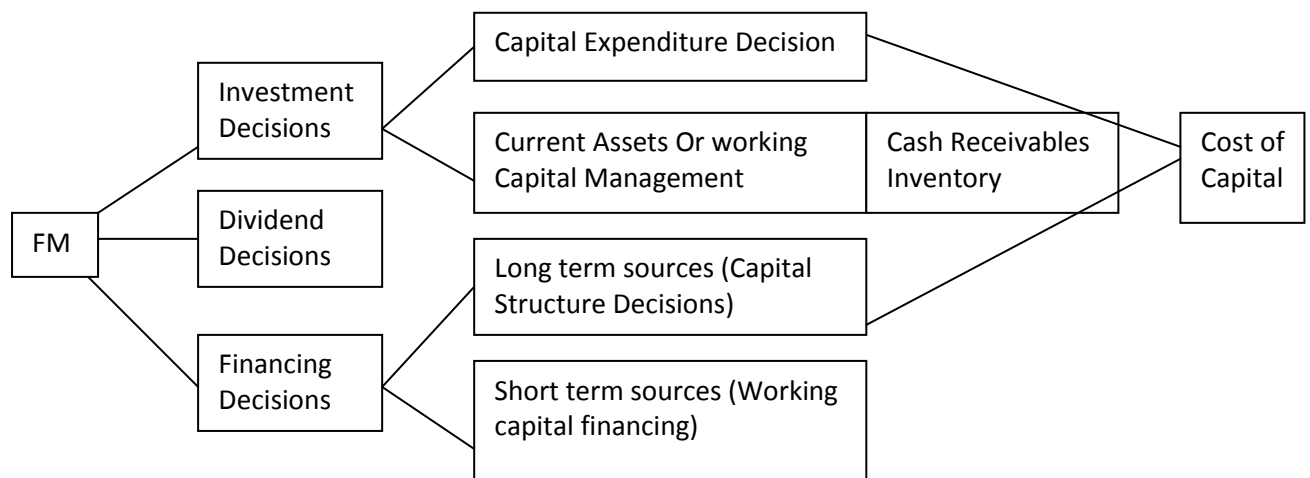 Capital Expenditure Decision
Investment
Decisions
Current Assets Or working
Capital Management
Cash Receivables
Inventory
Cost of
Capital
FM
Dividend
Decisions
Long term sources (Capital
Structure Decisions)
Financing
Decisions
Short term sources (Working
capital financing)